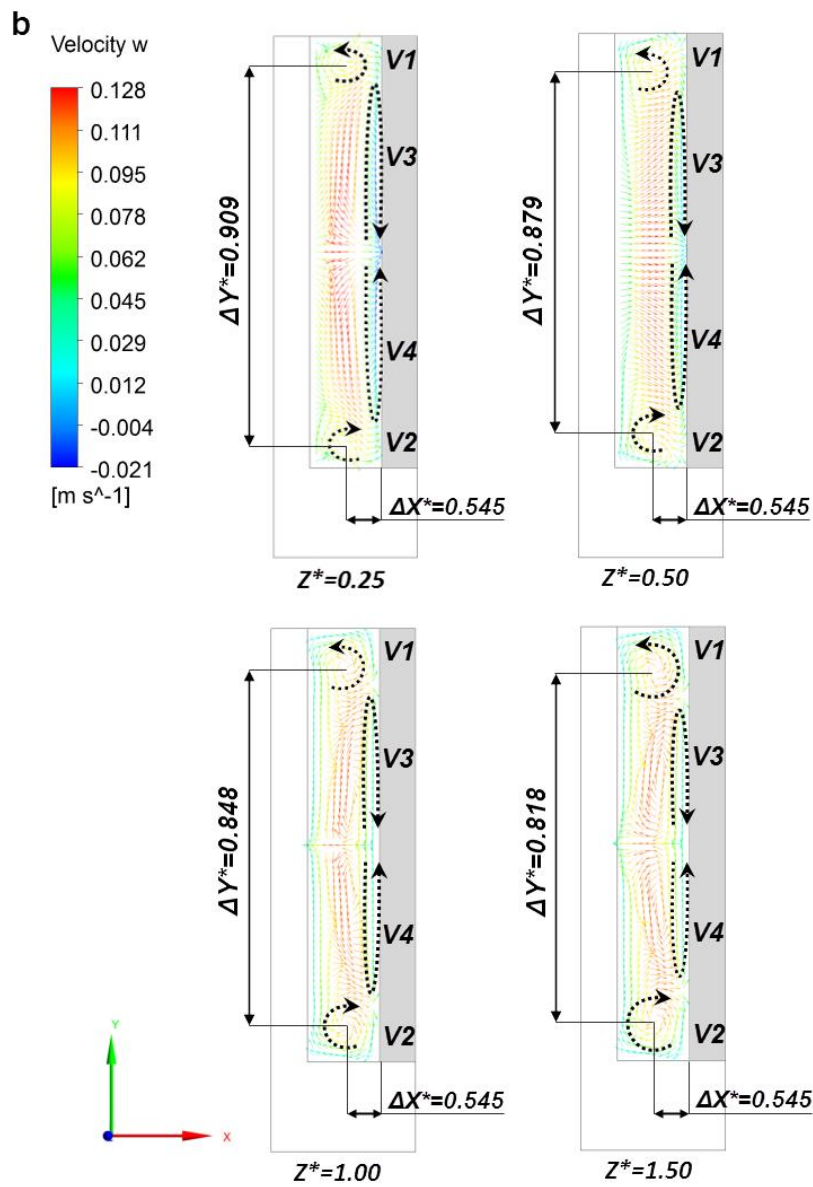 b
Velocity w
0.128
0.111
0.095
0.078
0.062
0.045
0.029
0.012
-0.004
-0.021
[m s^-1]
V1
V3
ΔY*=0.909
V4
V2
ΔX*=0.545
Z*=0.25
V1
V3
ΔY*=0.879
V4
V2
ΔX*=0.545
Z*=0.50
V1
V3
ΔY*=0.848
V4
V2
ΔX*=0.545
Z*=1.00
V1
V3
ΔY*=0.818
V4
V2
ΔX*=0.545
Z*=1.50
Y
X